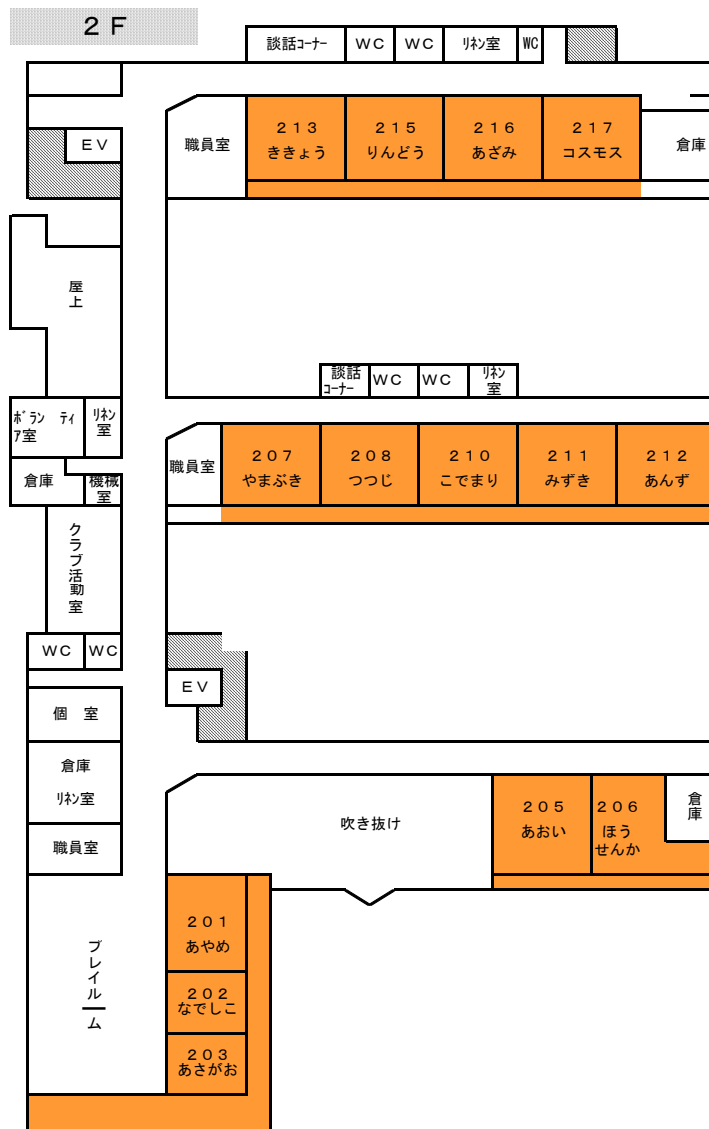 ２Ｆ
談話ｺｰﾅｰ
ＷＣ
ＷＣ
ﾘﾈﾝ室
WC
ＥＶ
職員室
２１３
ききょう
２１５
りんどう
２１６
あざみ
２１７
コスモス
倉庫
屋上
談話
ｺｰﾅｰ
ＷＣ
ＷＣ
ﾘﾈﾝ
室
ﾎﾞﾗﾝ　ﾃｨ
ｱ室
ﾘﾈﾝ
室
倉庫
機械
室
職員室
２０７
やまぶき
２０８
つつじ
２１０
こでまり
２１１
みずき
２１２
あんず
クラブ活動室
ＷＣ
ＷＣ
ＥＶ
個　室
倉庫
ﾘﾈﾝ室
職員室
吹き抜け
２０５
あおい
２０６
ほう
せんか
倉庫
プレイルーム
２０１
あやめ
２０２
なでしこ
２０３
あさがお